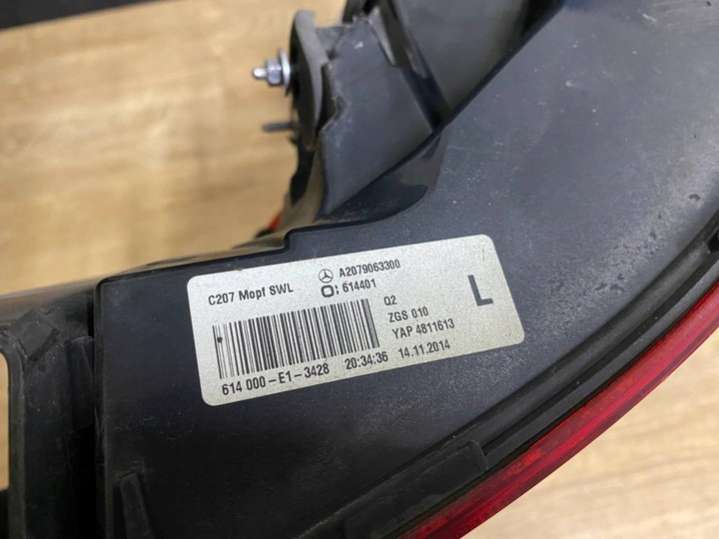 C207 Mopf SWL
A2079063300
614401
Q2
ZGS 010
YAP 4811613
L
614 000-E1-3428 20:34:36 14.11.2014